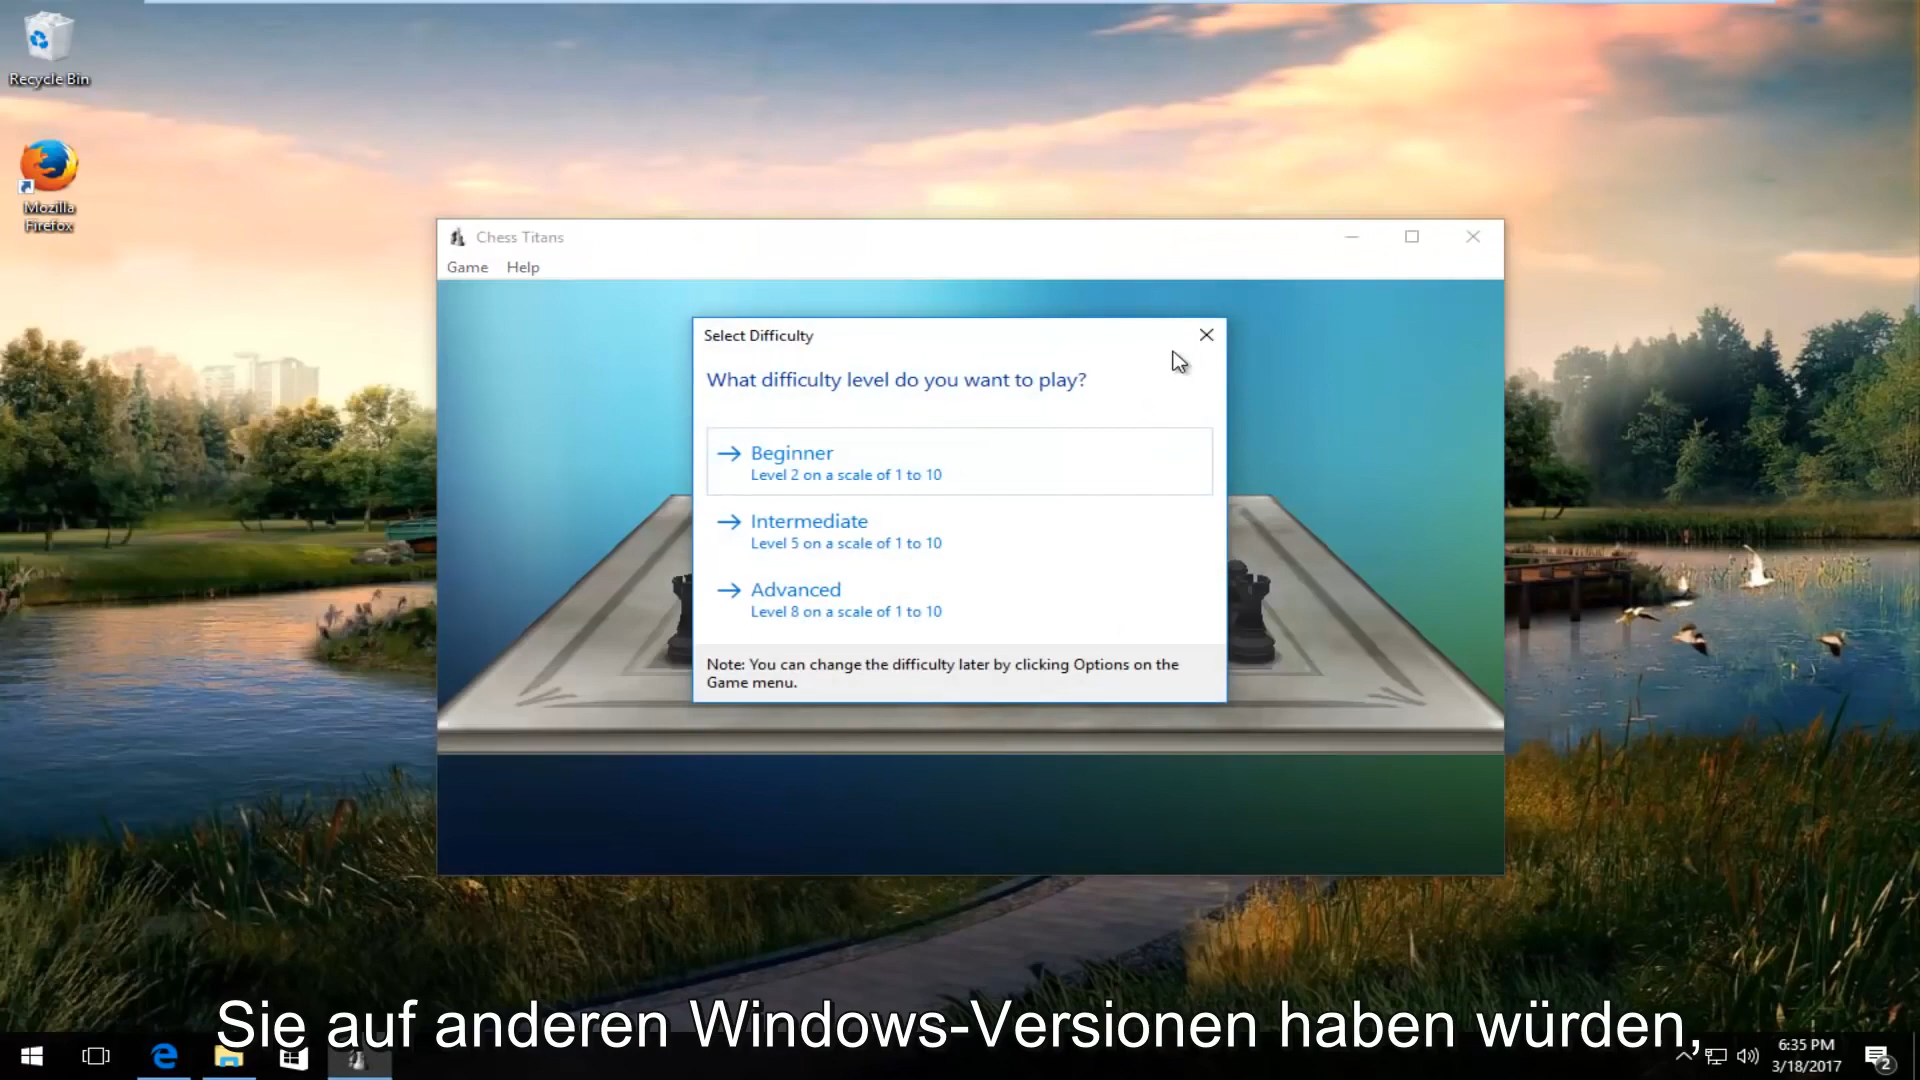 Recycle Bin
Mozilla
Firefox
Chess Titans
Game Help
Select Difficulty
What difficulty level do you want to play?
Beginner
Level 2 on a scale of 1 to 10
Intermediate
Level 5 on a scale of 1 to 10
Advanced
Level 8 on a scale of 1 to 10
Note: You can change the difficulty later by clicking Options on the
Game menu.
Sie auf anderen Windows-Versionen haben würden,
6:35 PM
3/18/2017
2